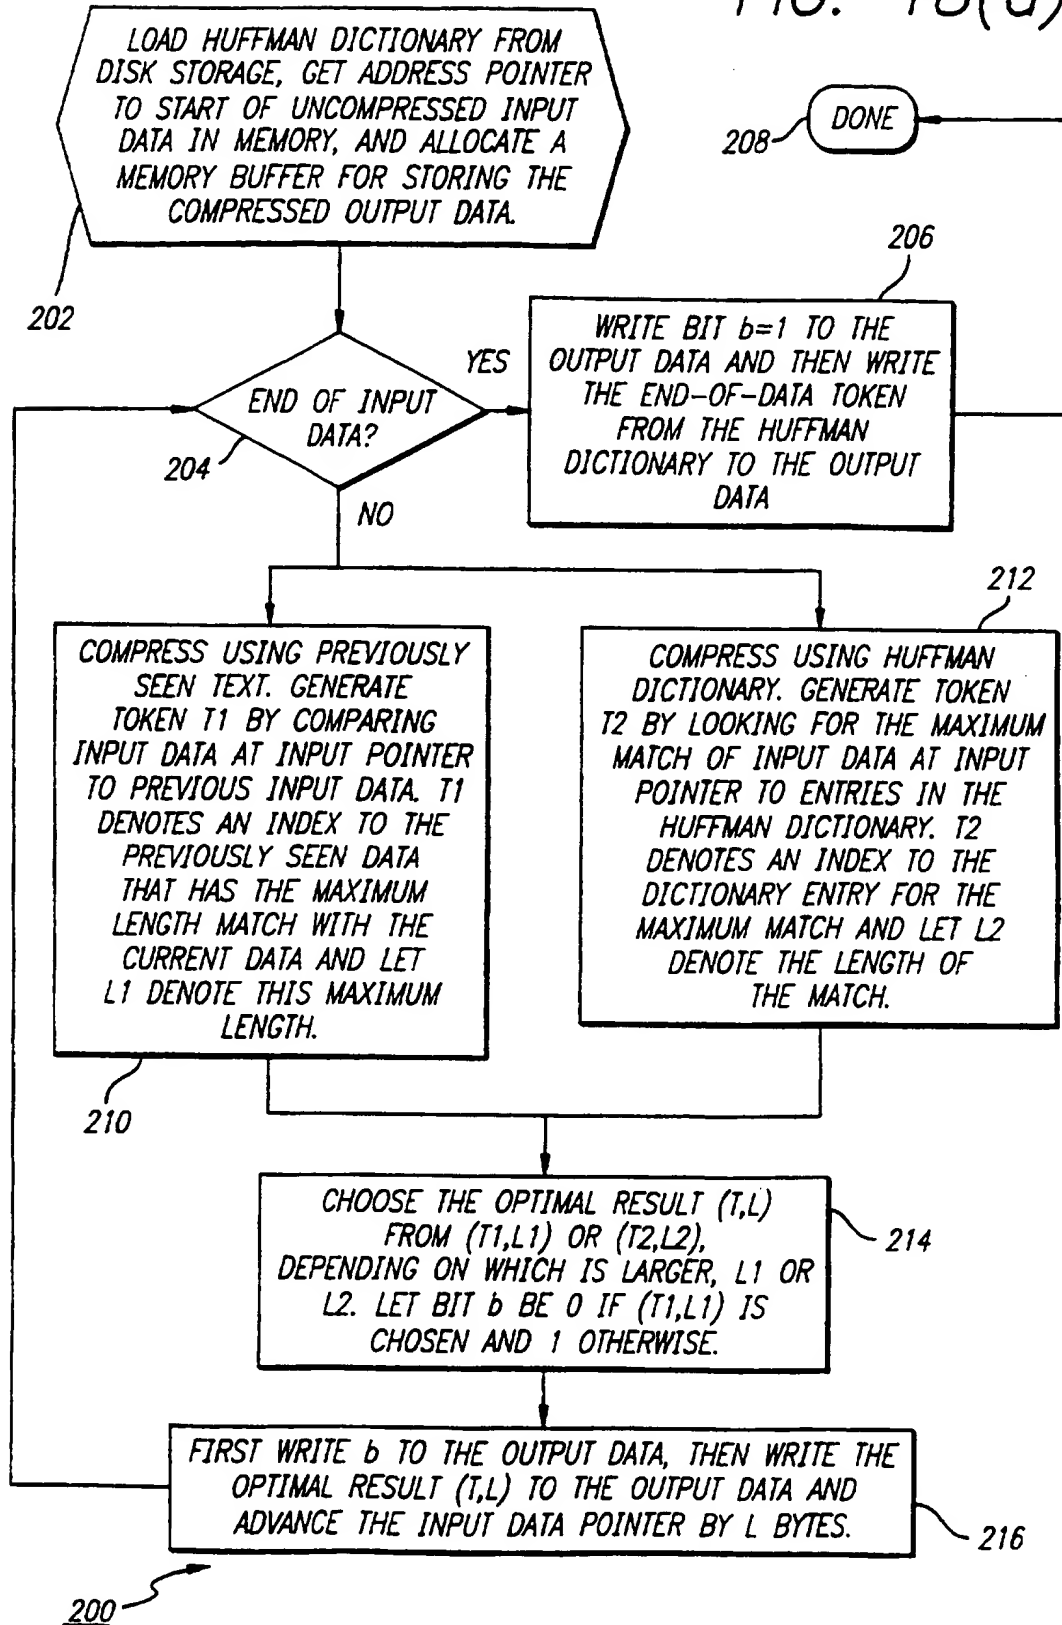 FIG. 18(a)
LOAD HUFFMAN DICTIONARY FROM
DISK STORAGE, GET ADDRESS POINTER
TO START OF UNCOMPRESSED INPUT
DATA IN MEMORY, AND ALLOCATE A
MEMORY BUFFER FOR STORING THE
COMPRESSED OUTPUT DATA.
202
DONE
208
END OF INPUT
DATA?
204
YES
NO
206
WRITE BIT b=1 TO THE
OUTPUT DATA AND THEN WRITE
THE END-OF-DATA TOKEN
FROM THE HUFFMAN
DICTIONARY TO THE OUTPUT
DATA
COMPRESS USING PREVIOUSLY
SEEN TEXT. GENERATE
TOKEN T1 BY COMPARING
INPUT DATA AT INPUT POINTER
TO PREVIOUS INPUT DATA. T1
DENOTES AN INDEX TO THE
PREVIOUSLY SEEN DATA
THAT HAS THE MAXIMUM
LENGTH MATCH WITH THE
CURRENT DATA AND LET
L1 DENOTE THIS MAXIMUM
LENGTH.
210
212
COMPRESS USING HUFFMAN
DICTIONARY. GENERATE TOKEN
T2 BY LOOKING FOR THE MAXIMUM
MATCH OF INPUT DATA AT INPUT
POINTER TO ENTRIES IN THE
HUFFMAN DICTIONARY. T2
DENOTES AN INDEX TO THE
DICTIONARY ENTRY FOR THE
MAXIMUM MATCH AND LET L2
DENOTE THE LENGTH OF
THE MATCH.
CHOOSE THE OPTIMAL RESULT (T,L)
FROM (T1,L1) OR (T2,L2),
DEPENDING ON WHICH IS LARGER, L1 OR
L2. LET BIT b BE 0 IF (T1,L1) IS
CHOSEN AND 1 OTHERWISE.
214
FIRST WRITE b TO THE OUTPUT DATA, THEN WRITE THE
OPTIMAL RESULT (T,L) TO THE OUTPUT DATA AND
ADVANCE THE INPUT DATA POINTER BY L BYTES.
216
200